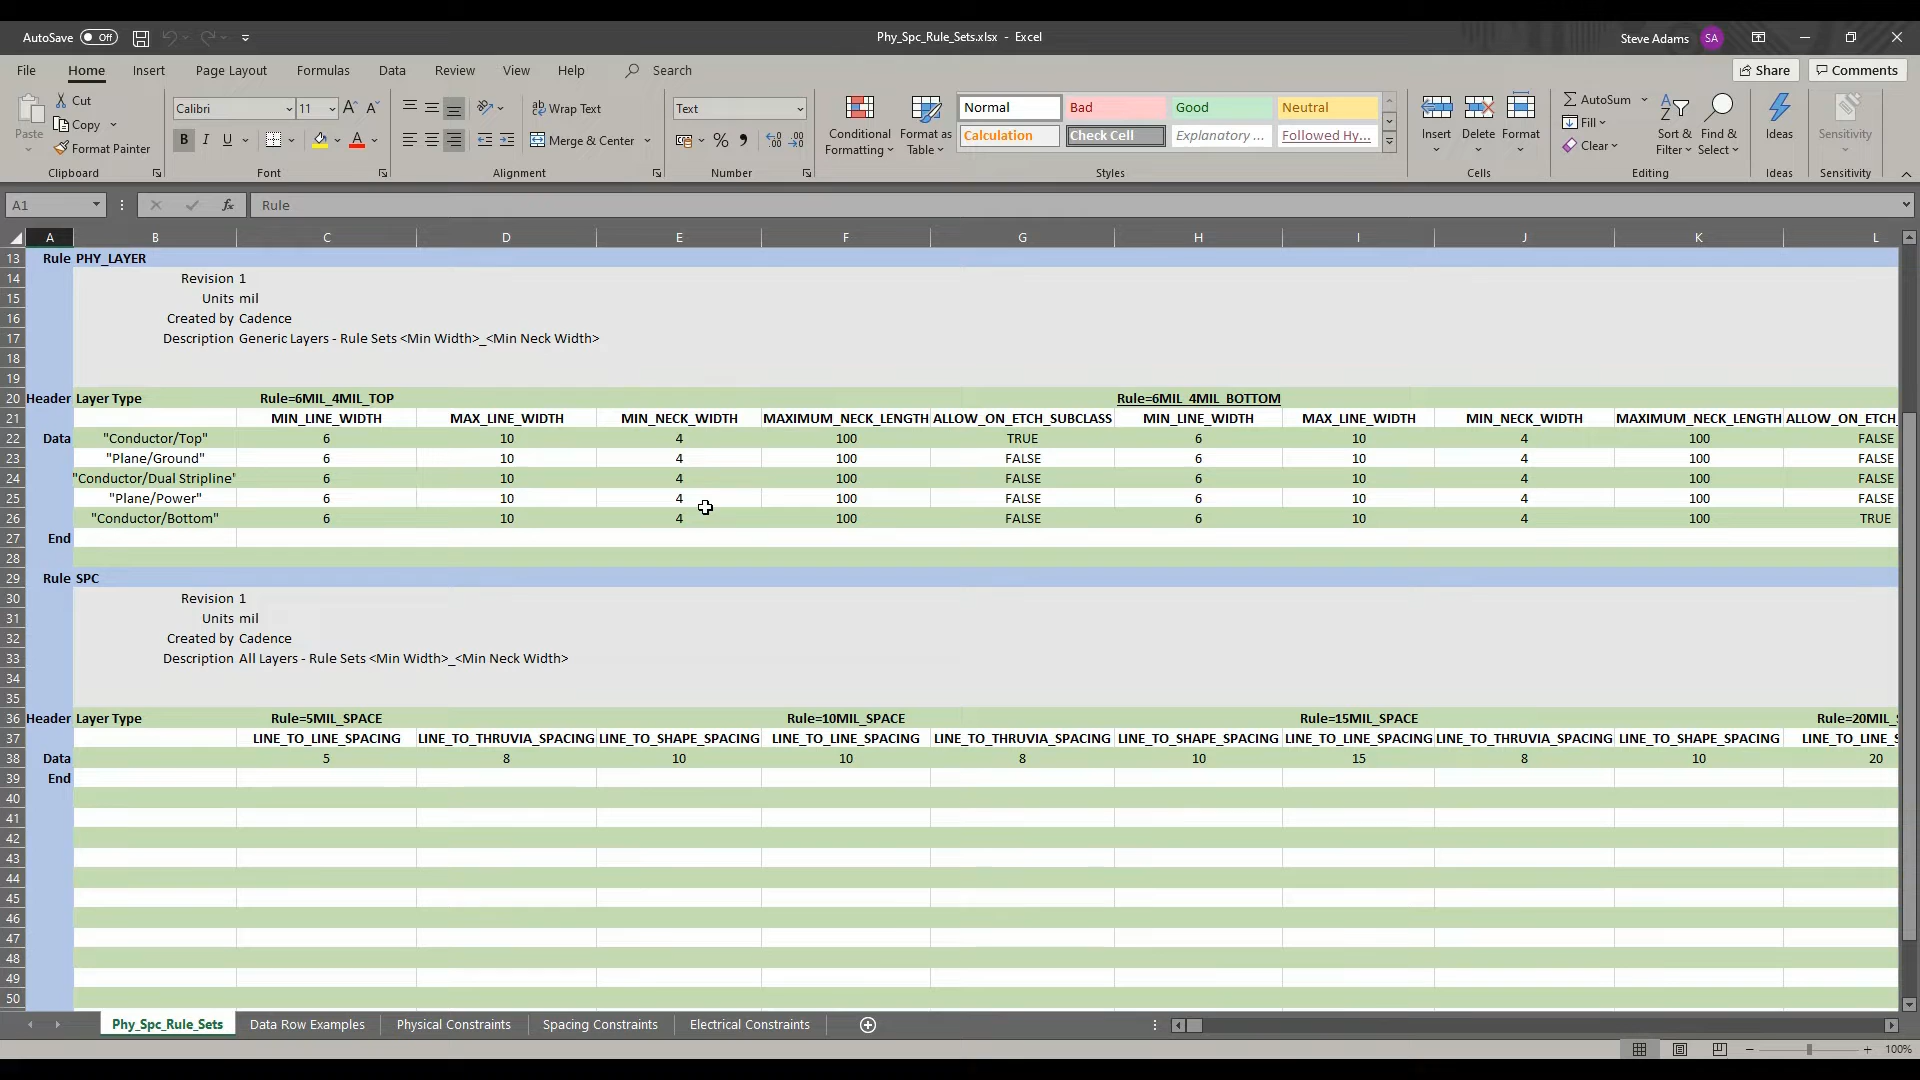 AutoSave Off Phy_Spc_Rule_Sets.xlsx - Excel Steve Adams SA
File Home Insert Page Layout Formulas Data Review View Help Search Share Comments
Paste Cut Copy Format Painter Clipboard
Calibri 11 B I U A Font
Wrap Text Merge & Center Alignment
Text % Number
Conditional Formatting Format as Table Normal Bad Good Neutral
Calculation Check Cell Explanatory ... Followed Hy... Styles
Insert Delete Format Cells
AutoSum Fill Clear Sort & Filter Find & Select Editing
Ideas Ideas Sensitivity Sensitivity
A1 fx Rule
A B C D E F G H I J K L
13 Rule PHY_LAYER
14 Revision 1
15 Units mil
16 Created by Cadence
17 Description Generic Layers - Rule Sets <Min Width>_<Min Neck Width>
18
19
20 Header Layer Type Rule=6MIL_4MIL_TOP Rule=6MIL_4MIL_BOTTOM
21 MIN_LINE_WIDTH MAX_LINE_WIDTH MIN_NECK_WIDTH MAXIMUM_NECK_LENGTH ALLOW_ON_ETCH_SUBCLASS MIN_LINE_WIDTH MAX_LINE_WIDTH MIN_NECK_WIDTH MAXIMUM_NECK_LENGTH ALLOW_ON_ETCH_
22 Data "Conductor/Top" 6 10 4 100 TRUE 6 10 4 100 FALSE
23 "Plane/Ground" 6 10 4 100 FALSE 6 10 4 100 FALSE
24 "Conductor/Dual Stripline" 6 10 4 100 FALSE 6 10 4 100 FALSE
25 "Plane/Power" 6 10 4 100 FALSE 6 10 4 100 FALSE
26 "Conductor/Bottom" 6 10 4 100 FALSE 6 10 4 100 TRUE
27 End
28
29 Rule SPC
30 Revision 1
31 Units mil
32 Created by Cadence
33 Description All Layers - Rule Sets <Min Width>_<Min Neck Width>
34
35
36 Header Layer Type Rule=5MIL_SPACE Rule=10MIL_SPACE Rule=15MIL_SPACE Rule=20MIL_S
37 LINE_TO_LINE_SPACING LINE_TO_THRUVIA_SPACING LINE_TO_SHAPE_SPACING LINE_TO_LINE_SPACING LINE_TO_THRUVIA_SPACING LINE_TO_SHAPE_SPACING LINE_TO_LINE_SPACING LINE_TO_THRUVIA_SPACING LINE_TO_SHAPE_SPACING LINE_TO_LINE_S
38 Data 5 8 10 10 8 10 15 8 10 20
39 End
40
41
42
43
44
45
46
47
48
49
50
Phy_Spc_Rule_Sets Data Row Examples Physical Constraints Spacing Constraints Electrical Constraints
100%